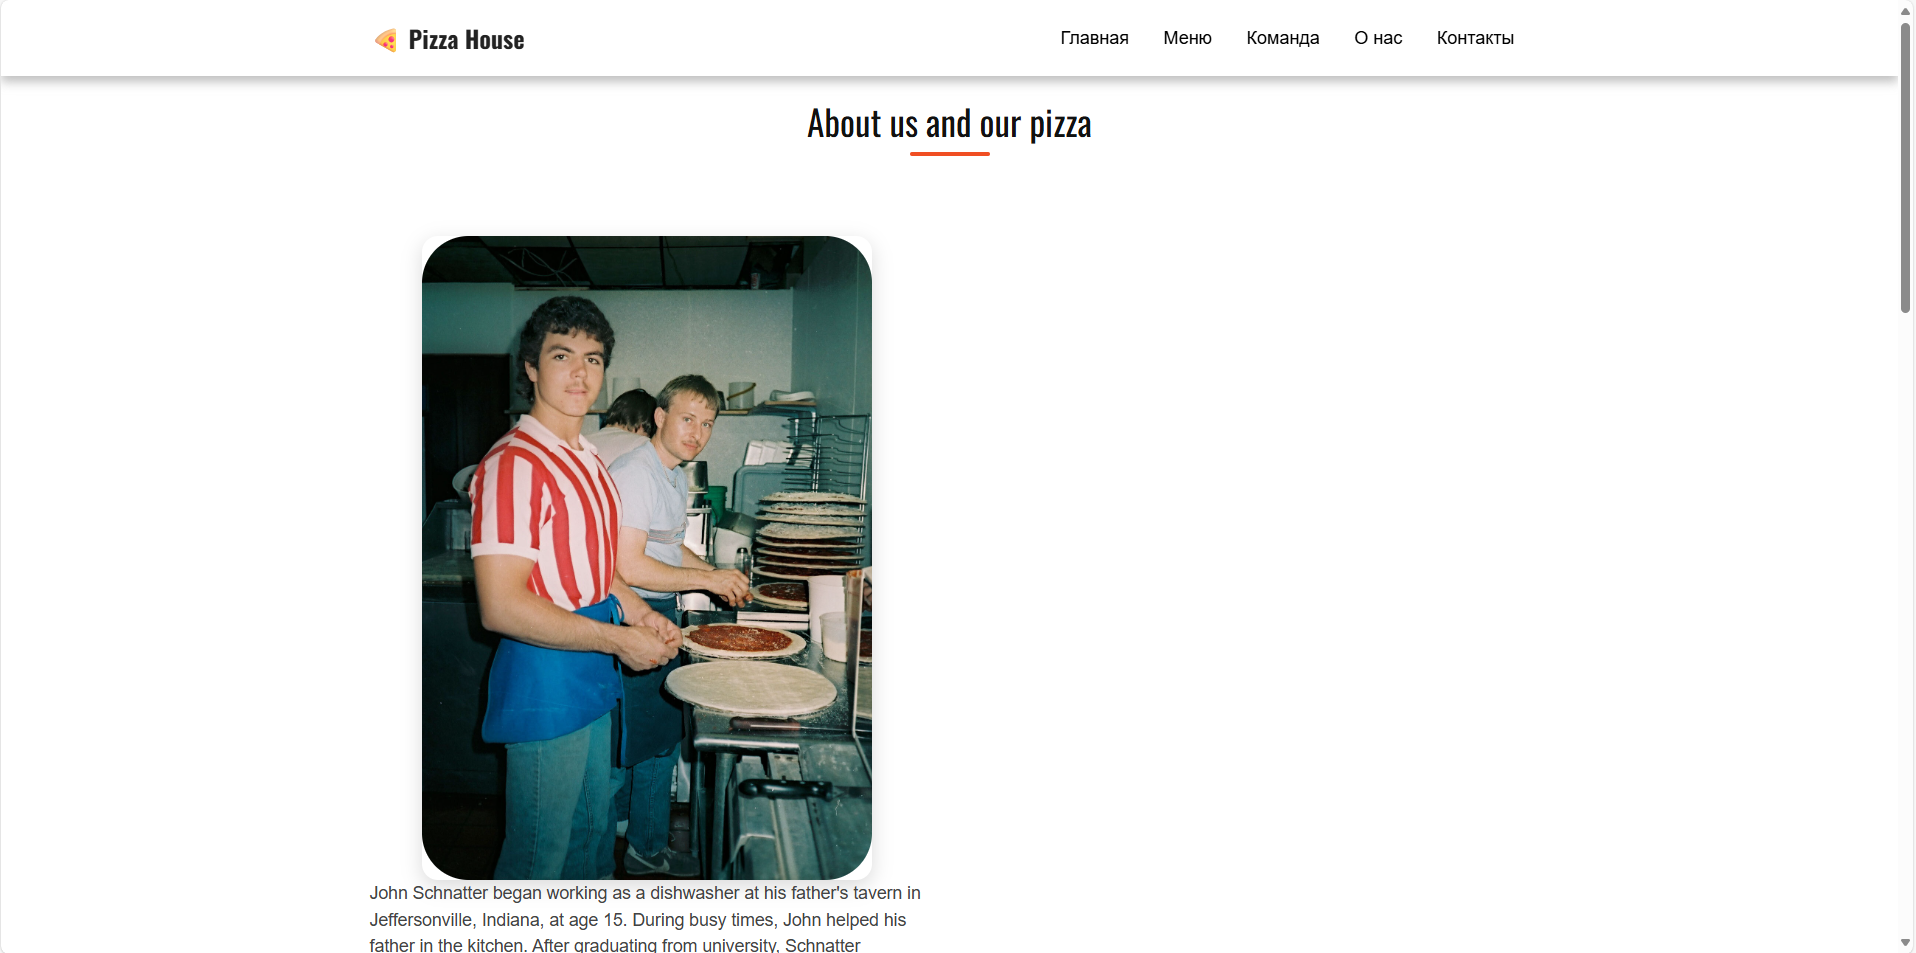 Pizza House
Главная Меню Команда О нас Контакты
About us and our pizza
John Schnatter began working as a dishwasher at his father's tavern in
Jeffersonville, Indiana, at age 15. During busy times, John helped his
father in the kitchen. After graduating from university, Schnatter